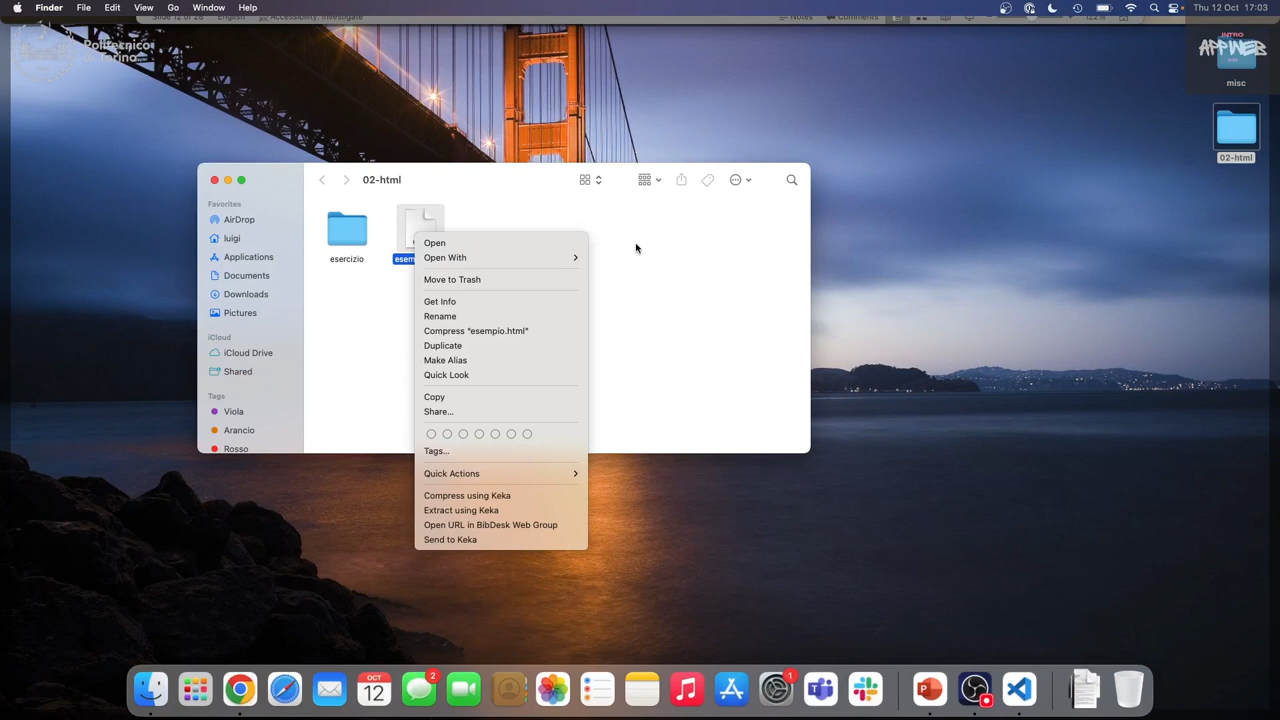 Finder File Edit View Go Window Help
Thu 12 Oct 17:03
Slide 12 of 28 English Accessibility: Investigate
Notes Comments 122%
Politecnico
di Torino
INTRO
APPWEB
misc
02-html
02-html
Favorites
AirDrop
luigi
Applications
Documents
Downloads
Pictures
iCloud
iCloud Drive
Shared
Tags
Viola
Arancio
Rosso
esercizio
esem
Open
Open With
Move to Trash
Get Info
Rename
Compress "esempio.html"
Duplicate
Make Alias
Quick Look
Copy
Share...
Tags...
Quick Actions
Compress using Keka
Extract using Keka
Open URL in BibDesk Web Group
Send to Keka
OCT
12
2
1